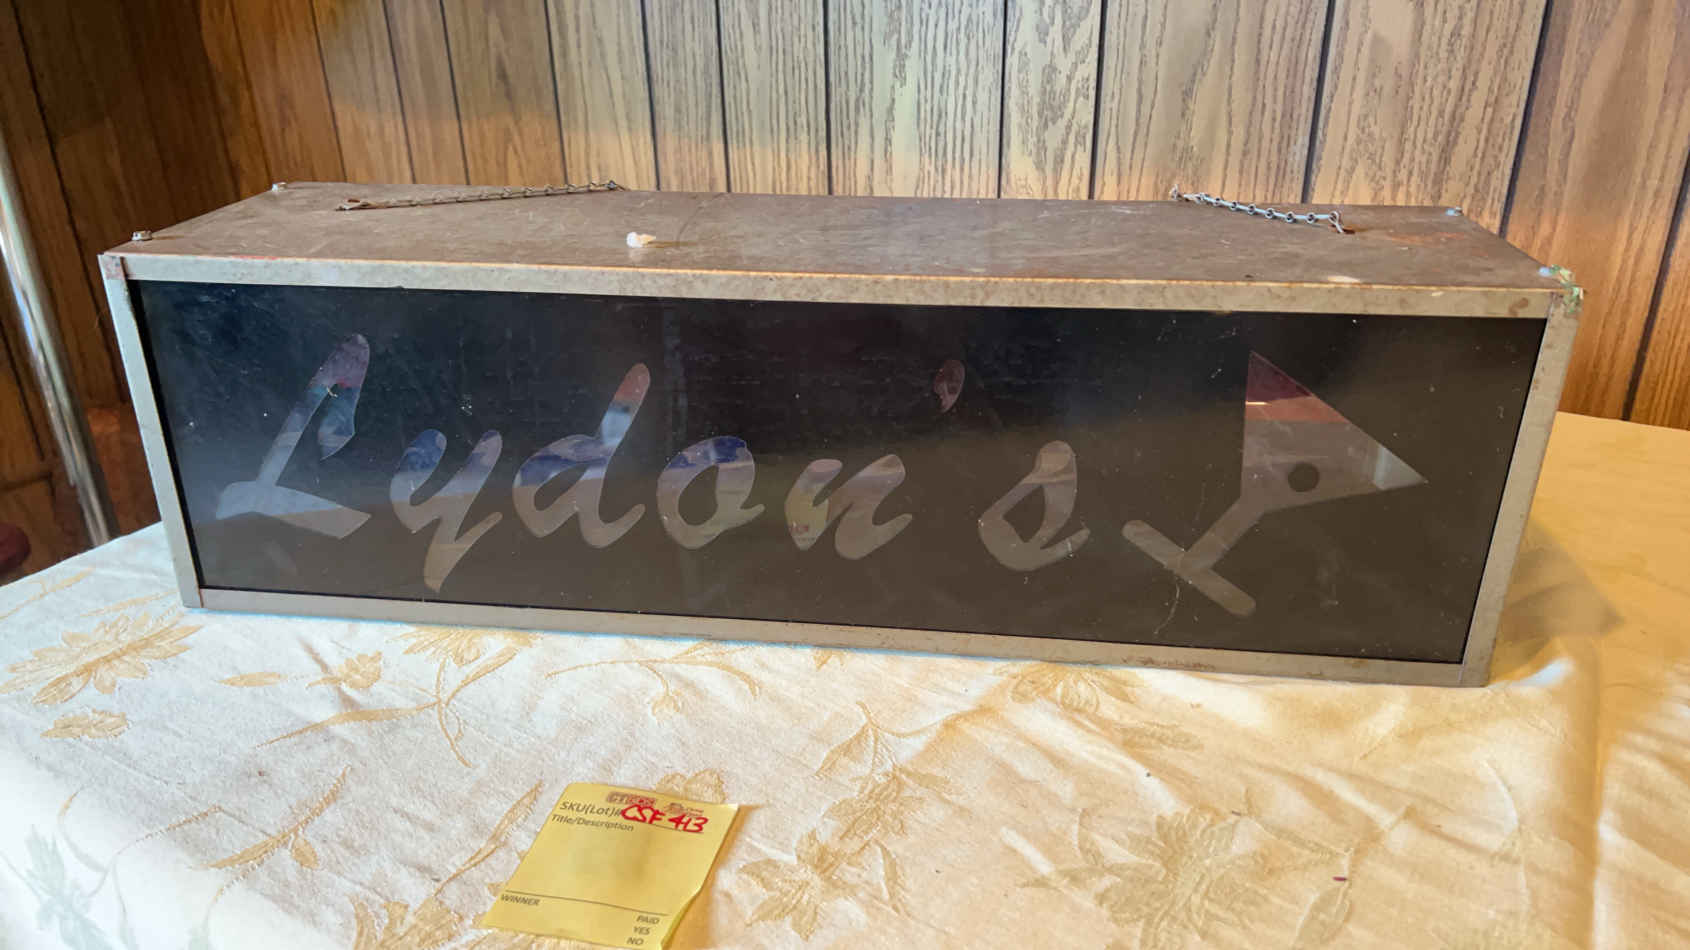 Lydon's
SKU(Lot)# CSF 413
Title/Description
WINNER
PAID
YES
NO